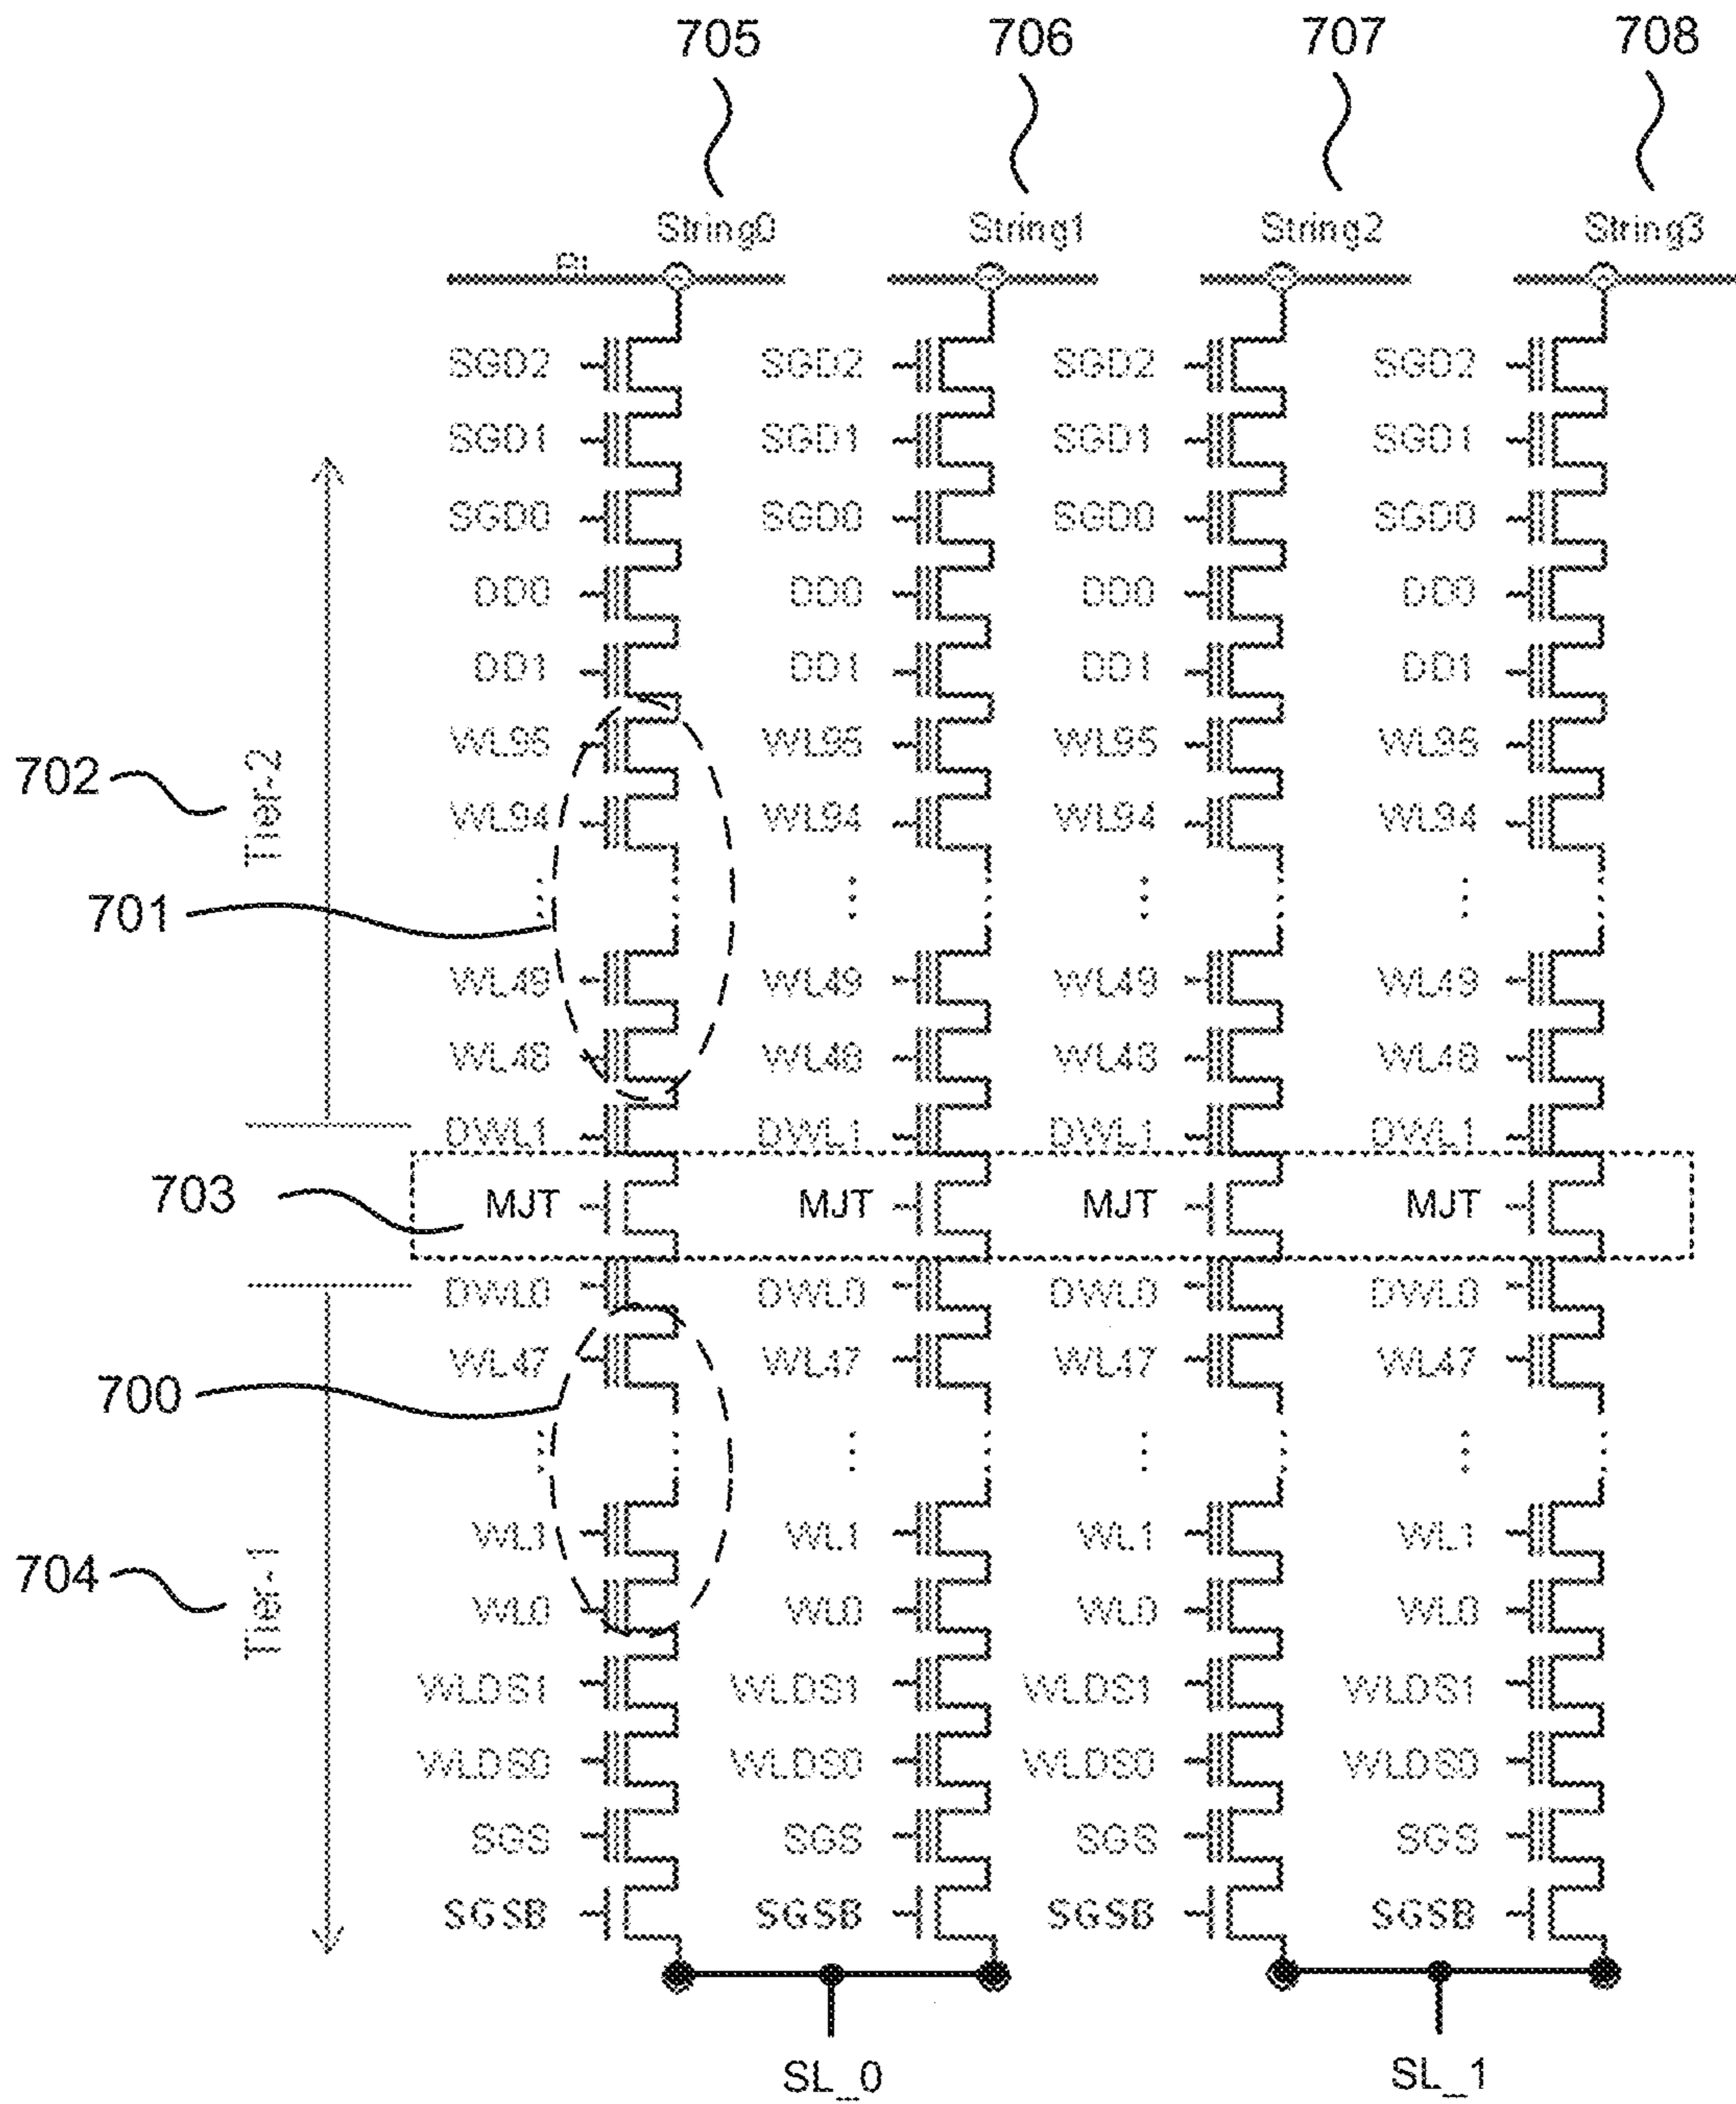 705 706 707 708
String0 String1 String2 String3
SGD2 SGD2 SGD2 SGD2
SGD1 SGD1 SGD1 SGD1
SGD0 SGD0 SGD0 SGD0
DD0 DD0 DD0 DD0
DD1 DD1 DD1 DD1
WL95 WL95 WL95 WL95
702 Tier-2
WL94 WL94 WL94 WL94
701 ⋮ ⋮ ⋮ ⋮
WL49 WL49 WL49 WL49
WL48 WL48 WL48 WL48
DWL1 DWL1 DWL1 DWL1
703 MJT MJT MJT MJT
DWL0 DWL0 DWL0 DWL0
WL47 WL47 WL47 WL47
700 ⋮ ⋮ ⋮ ⋮
WL1 WL1 WL1 WL1
704 Tier-1
WL0 WL0 WL0 WL0
WLDS1 WLDS1 WLDS1 WLDS1
WLDS0 WLDS0 WLDS0 WLDS0
SGS SGS SGS SGS
SGSB SGSB SGSB SGSB
SL_0 SL_1